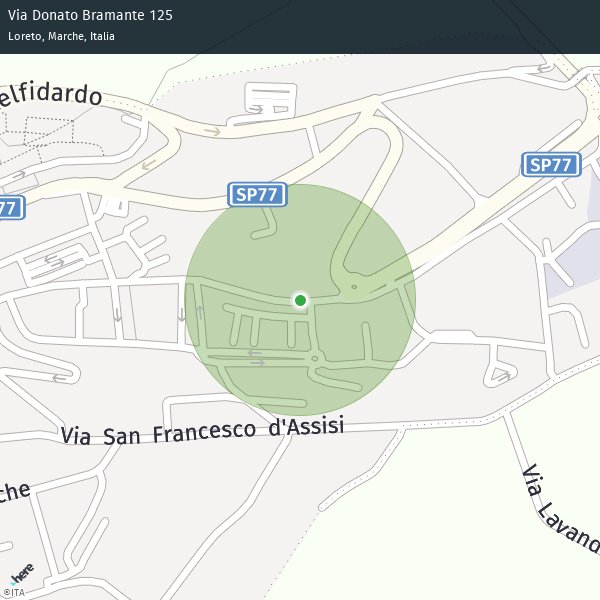 Via Donato Bramante 125
Loreto, Marche, Italia
elfidardo
SP77
SP77
77
Via San Francesco d'Assisi
che
Via Lavand
here
©ITA